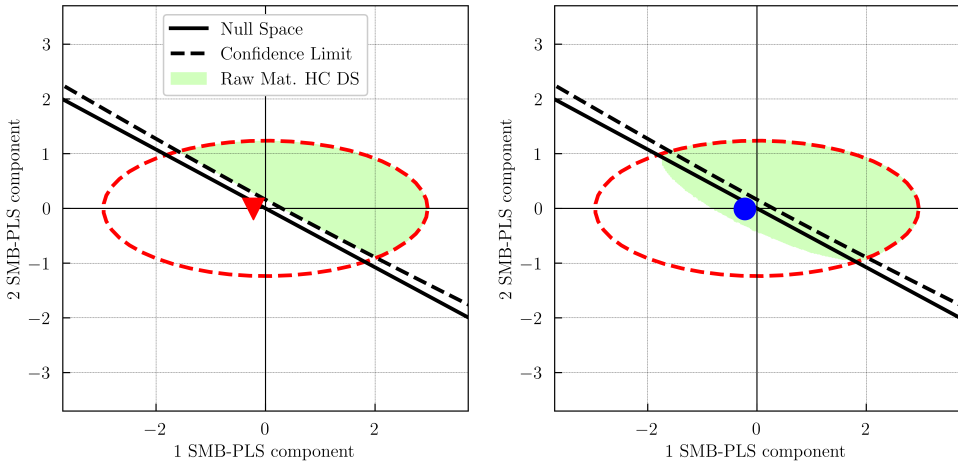 Null Space
Confidence Limit
Raw Mat. HC DS
3
2
1
0
−1
−2
−3
2 SMB-PLS component
−2
0
2
1 SMB-PLS component
3
2
1
0
−1
−2
−3
2 SMB-PLS component
−2
0
2
1 SMB-PLS component